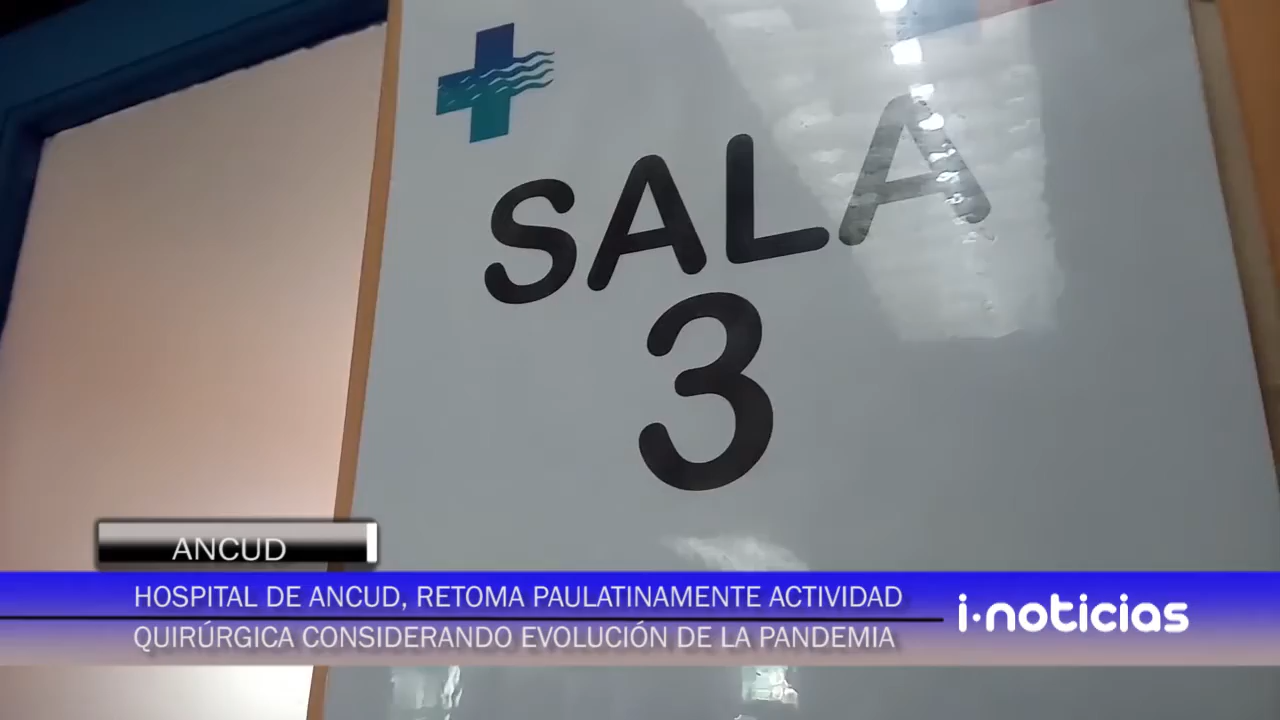 SALA
3
ANCUD
HOSPITAL DE ANCUD, RETOMA PAULATINAMENTE ACTIVIDAD
QUIRÚRGICA CONSIDERANDO EVOLUCIÓN DE LA PANDEMIA
i·noticias